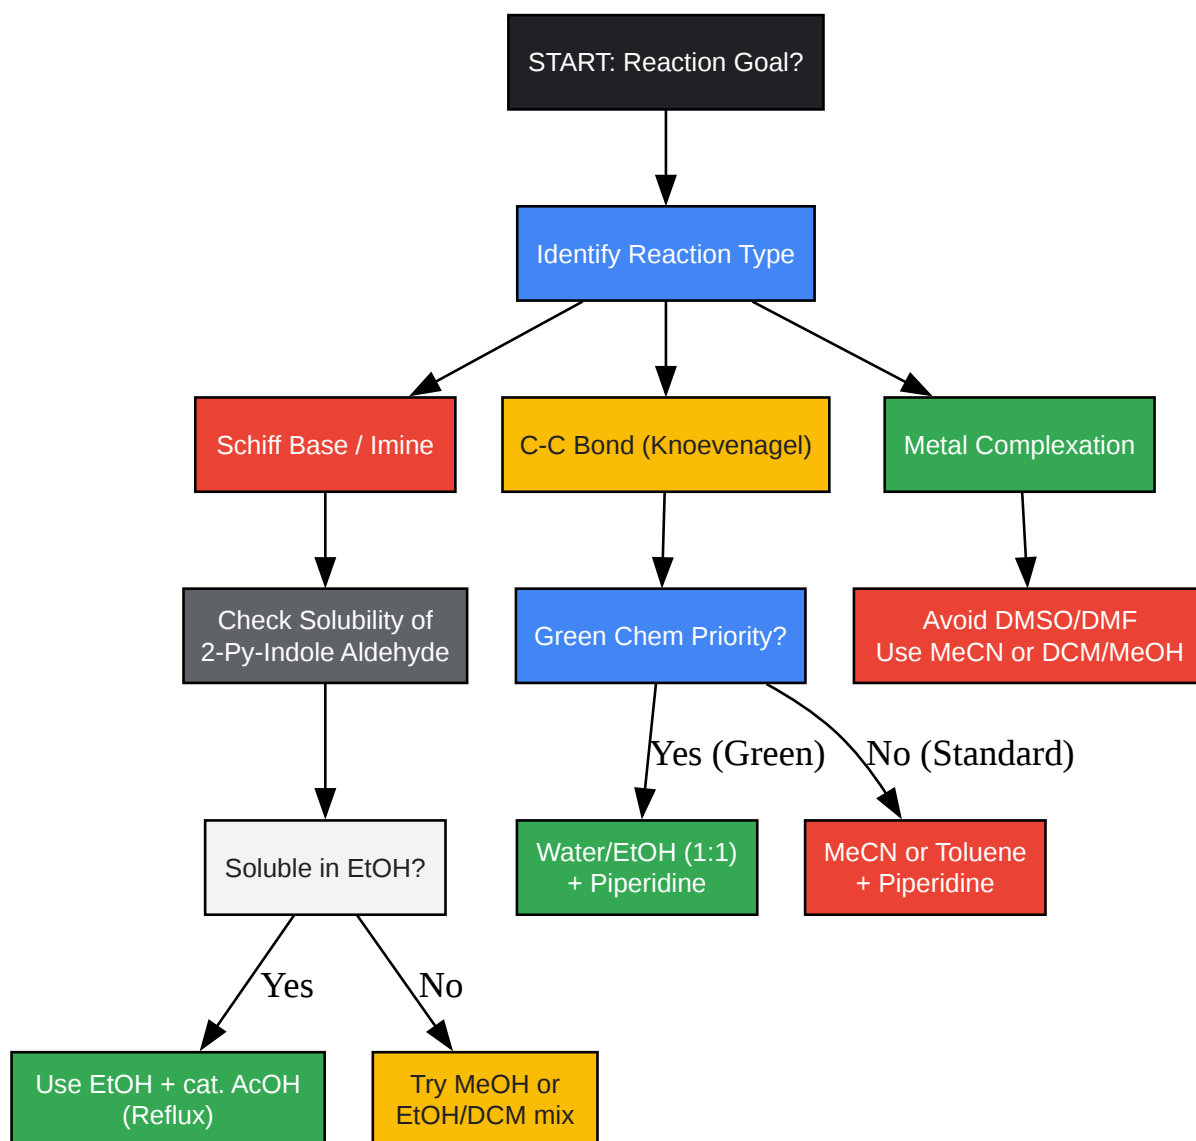 START: Reaction Goal?
Identify Reaction Type
Schiff Base / Imine
C-C Bond (Knoevenagel)
Metal Complexation
Check Solubility of
2-Py-Indole Aldehyde
Green Chem Priority?
Avoid DMSO/DMF
Use MeCN or DCM/MeOH
Yes (Green)
No (Standard)
Soluble in EtOH?
Water/EtOH (1:1)
+ Piperidine
MeCN or Toluene
+ Piperidine
Yes
No
Use EtOH + cat. AcOH
(Reflux)
Try MeOH or
EtOH/DCM mix